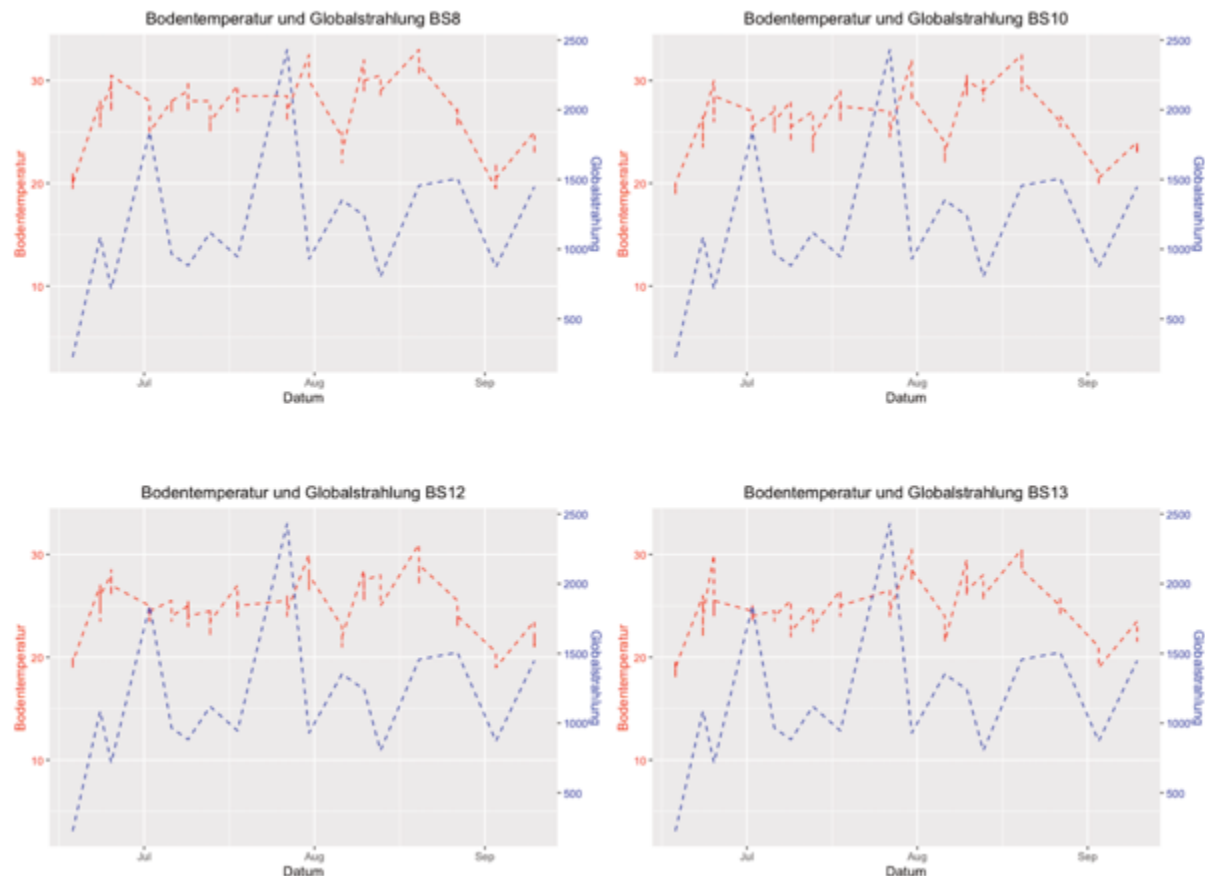 Bodentemperatur und Globalstrahlung BS8
Bodentemperatur
30
20
10
2500
2000
1500
1000
500
Globalstrahlung
Jul
Aug
Sep
Datum
Bodentemperatur und Globalstrahlung BS10
Bodentemperatur
30
20
10
2500
2000
1500
1000
500
Globalstrahlung
Jul
Aug
Sep
Datum
Bodentemperatur und Globalstrahlung BS12
Bodentemperatur
30
20
10
2500
2000
1500
1000
500
Globalstrahlung
Jul
Aug
Sep
Datum
Bodentemperatur und Globalstrahlung BS13
Bodentemperatur
30
20
10
2500
2000
1500
1000
500
Globalstrahlung
Jul
Aug
Sep
Datum